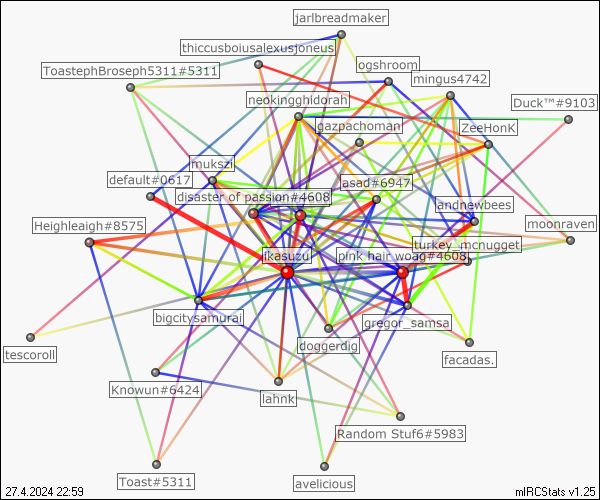 jarlbreadmaker
thiccusboiusalexusjoneus
ogshroom
ToastephBroseph5311#5311
mingus4742
neokingghidorah
Duck™#9103
gazpachoman
ZeeHonK
mukszi
default#0617
asad#6947
disaster of passion#4608
landnewbees
Heighleaigh#8575
moonraven
turkey_mcnugget
ikasuzu
pink hair woag#4608
bigcitysamurai
gregor_samsa
doggerdig
tescoroll
facadas.
Knowun#6424
lahnk
Random Stuf6#5983
Toast#5311
avelicious
27.4.2024 22:59
mIRCStats v1.25